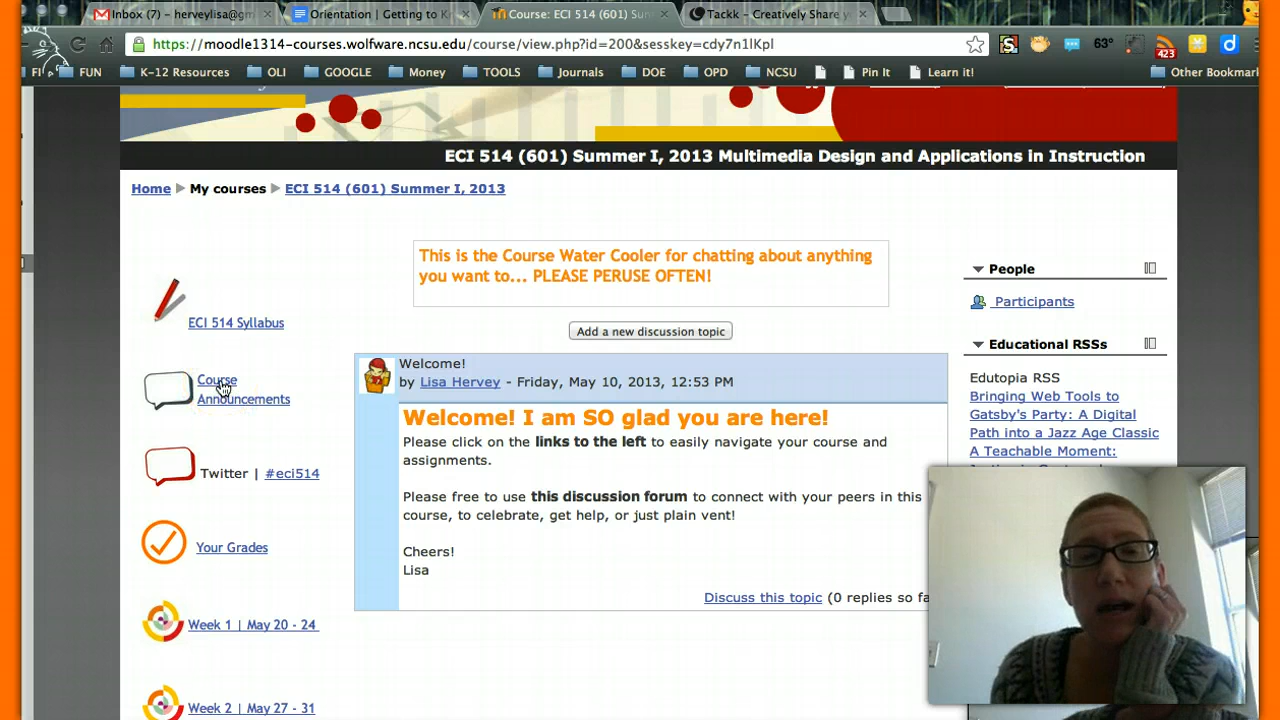 Inbox (7) - herveylisa@gm
Orientation | Getting to K
Course: ECI 514 (601) Sum
Tackk - Creatively Share y
https://moodle1314-courses.wolfware.ncsu.edu/course/view.php?id=200&sesskey=cdy7n1lKpl
63°
423
FI
FUN
K-12 Resources
OLI
GOOGLE
Money
TOOLS
Journals
DOE
OPD
NCSU
Pin It
Learn it!
Other Bookmar
ECI 514 (601) Summer I, 2013 Multimedia Design and Applications in Instruction
Home
My courses
ECI 514 (601) Summer I, 2013
This is the Course Water Cooler for chatting about anything
you want to... PLEASE PERUSE OFTEN!
Add a new discussion topic
ECI 514 Syllabus
Course
Announcements
Twitter | #eci514
Your Grades
Week 1 | May 20 - 24
Week 2 | May 27 - 31
Welcome!
by Lisa Hervey - Friday, May 10, 2013, 12:53 PM
Welcome! I am SO glad you are here!
Please click on the links to the left to easily navigate your course and
assignments.
Please free to use this discussion forum to connect with your peers in this
course, to celebrate, get help, or just plain vent!
Cheers!
Lisa
Discuss this topic (0 replies so fa
People
Participants
Educational RSSs
Edutopia RSS
Bringing Web Tools to
Gatsby's Party: A Digital
Path into a Jazz Age Classic
A Teachable Moment: